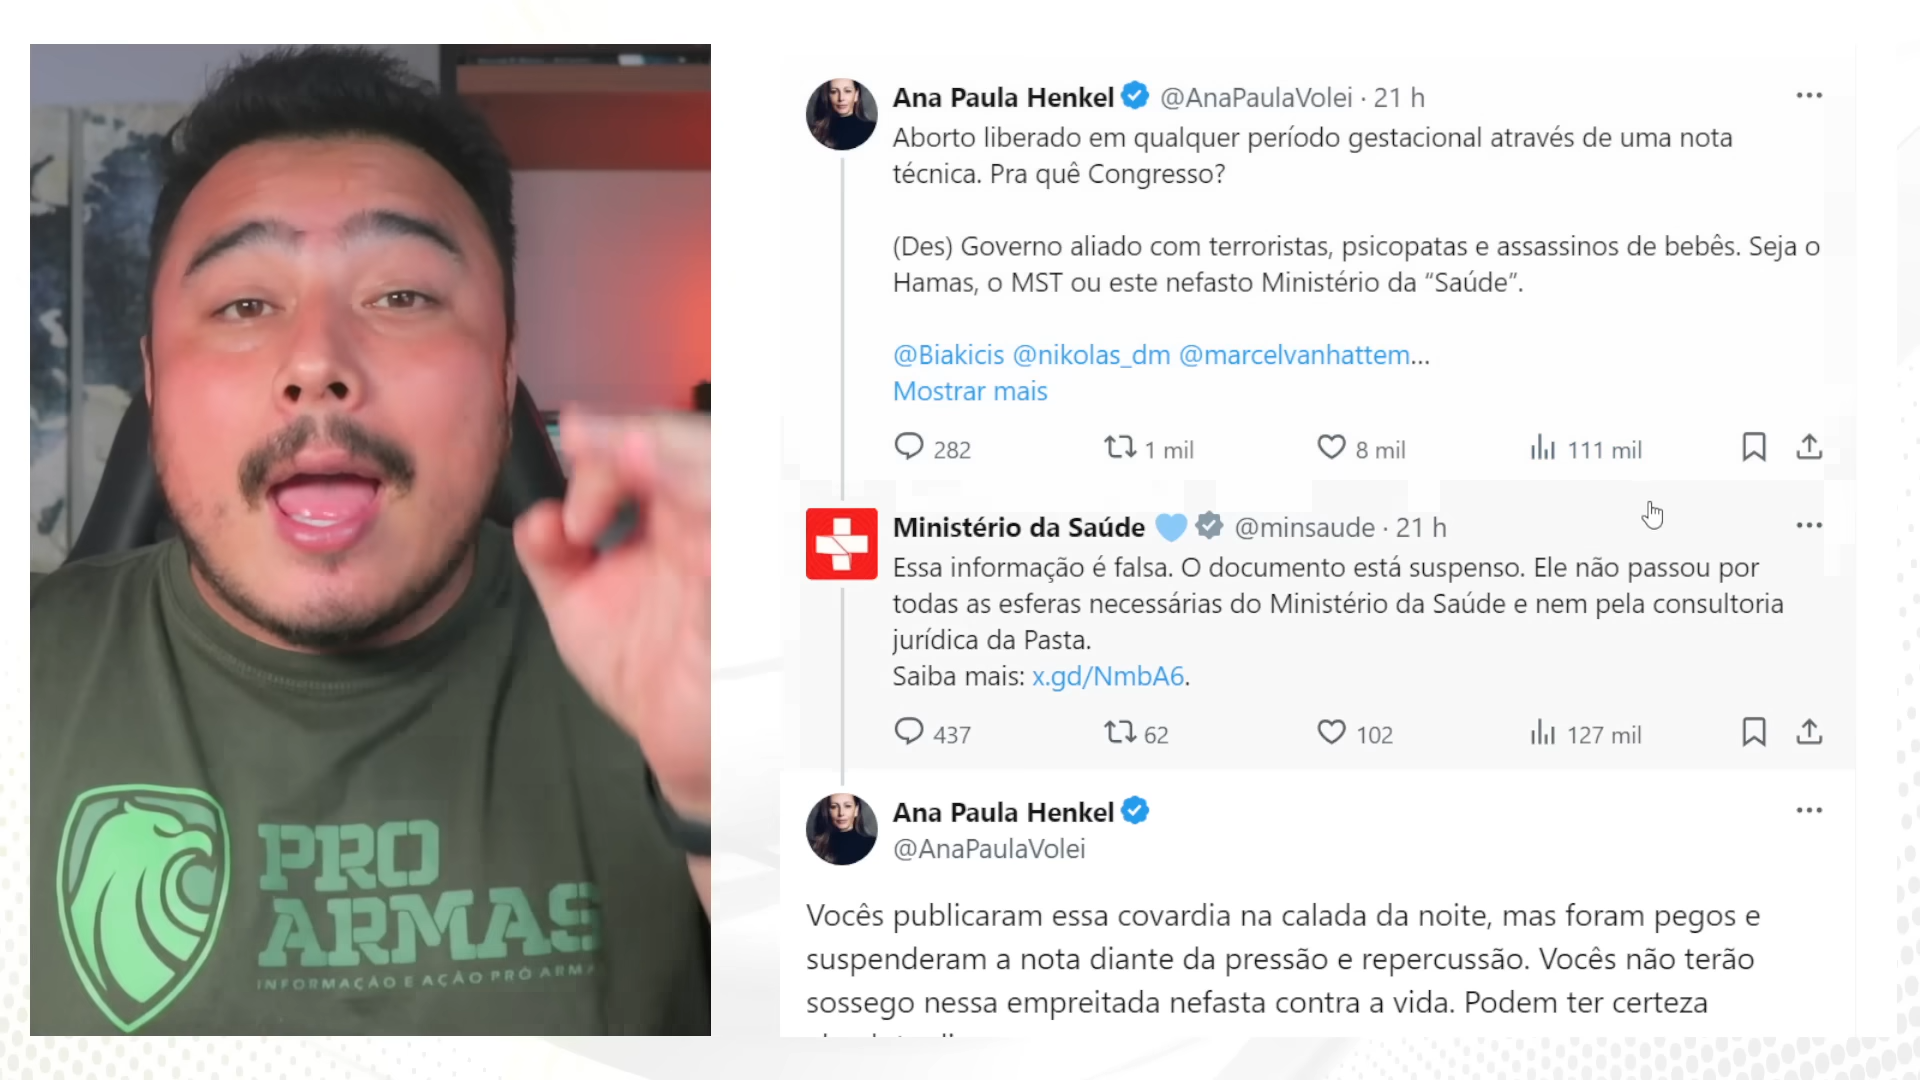 Ana Paula Henkel @AnaPaulaVolei · 21 h
Aborto liberado em qualquer período gestacional através de uma nota
técnica. Pra quê Congresso?
(Des) Governo aliado com terroristas, psicopatas e assassinos de bebês. Seja o
Hamas, o MST ou este nefasto Ministério da “Saúde”.
@Biakicis @nikolas_dm @marcelvanhattem...
Mostrar mais
282 1 mil 8 mil 111 mil
Ministério da Saúde @minsaude · 21 h
Essa informação é falsa. O documento está suspenso. Ele não passou por
todas as esferas necessárias do Ministério da Saúde e nem pela consultoria
jurídica da Pasta.
Saiba mais: x.gd/NmbA6.
437 62 102 127 mil
Ana Paula Henkel
@AnaPaulaVolei
Vocês publicaram essa covardia na calada da noite, mas foram pegos e
suspenderam a nota diante da pressão e repercussão. Vocês não terão
sossego nessa empreitada nefasta contra a vida. Podem ter certeza
PRO
ARMAS
INFORMAÇÃO E AÇÃO PRÓ ARMA